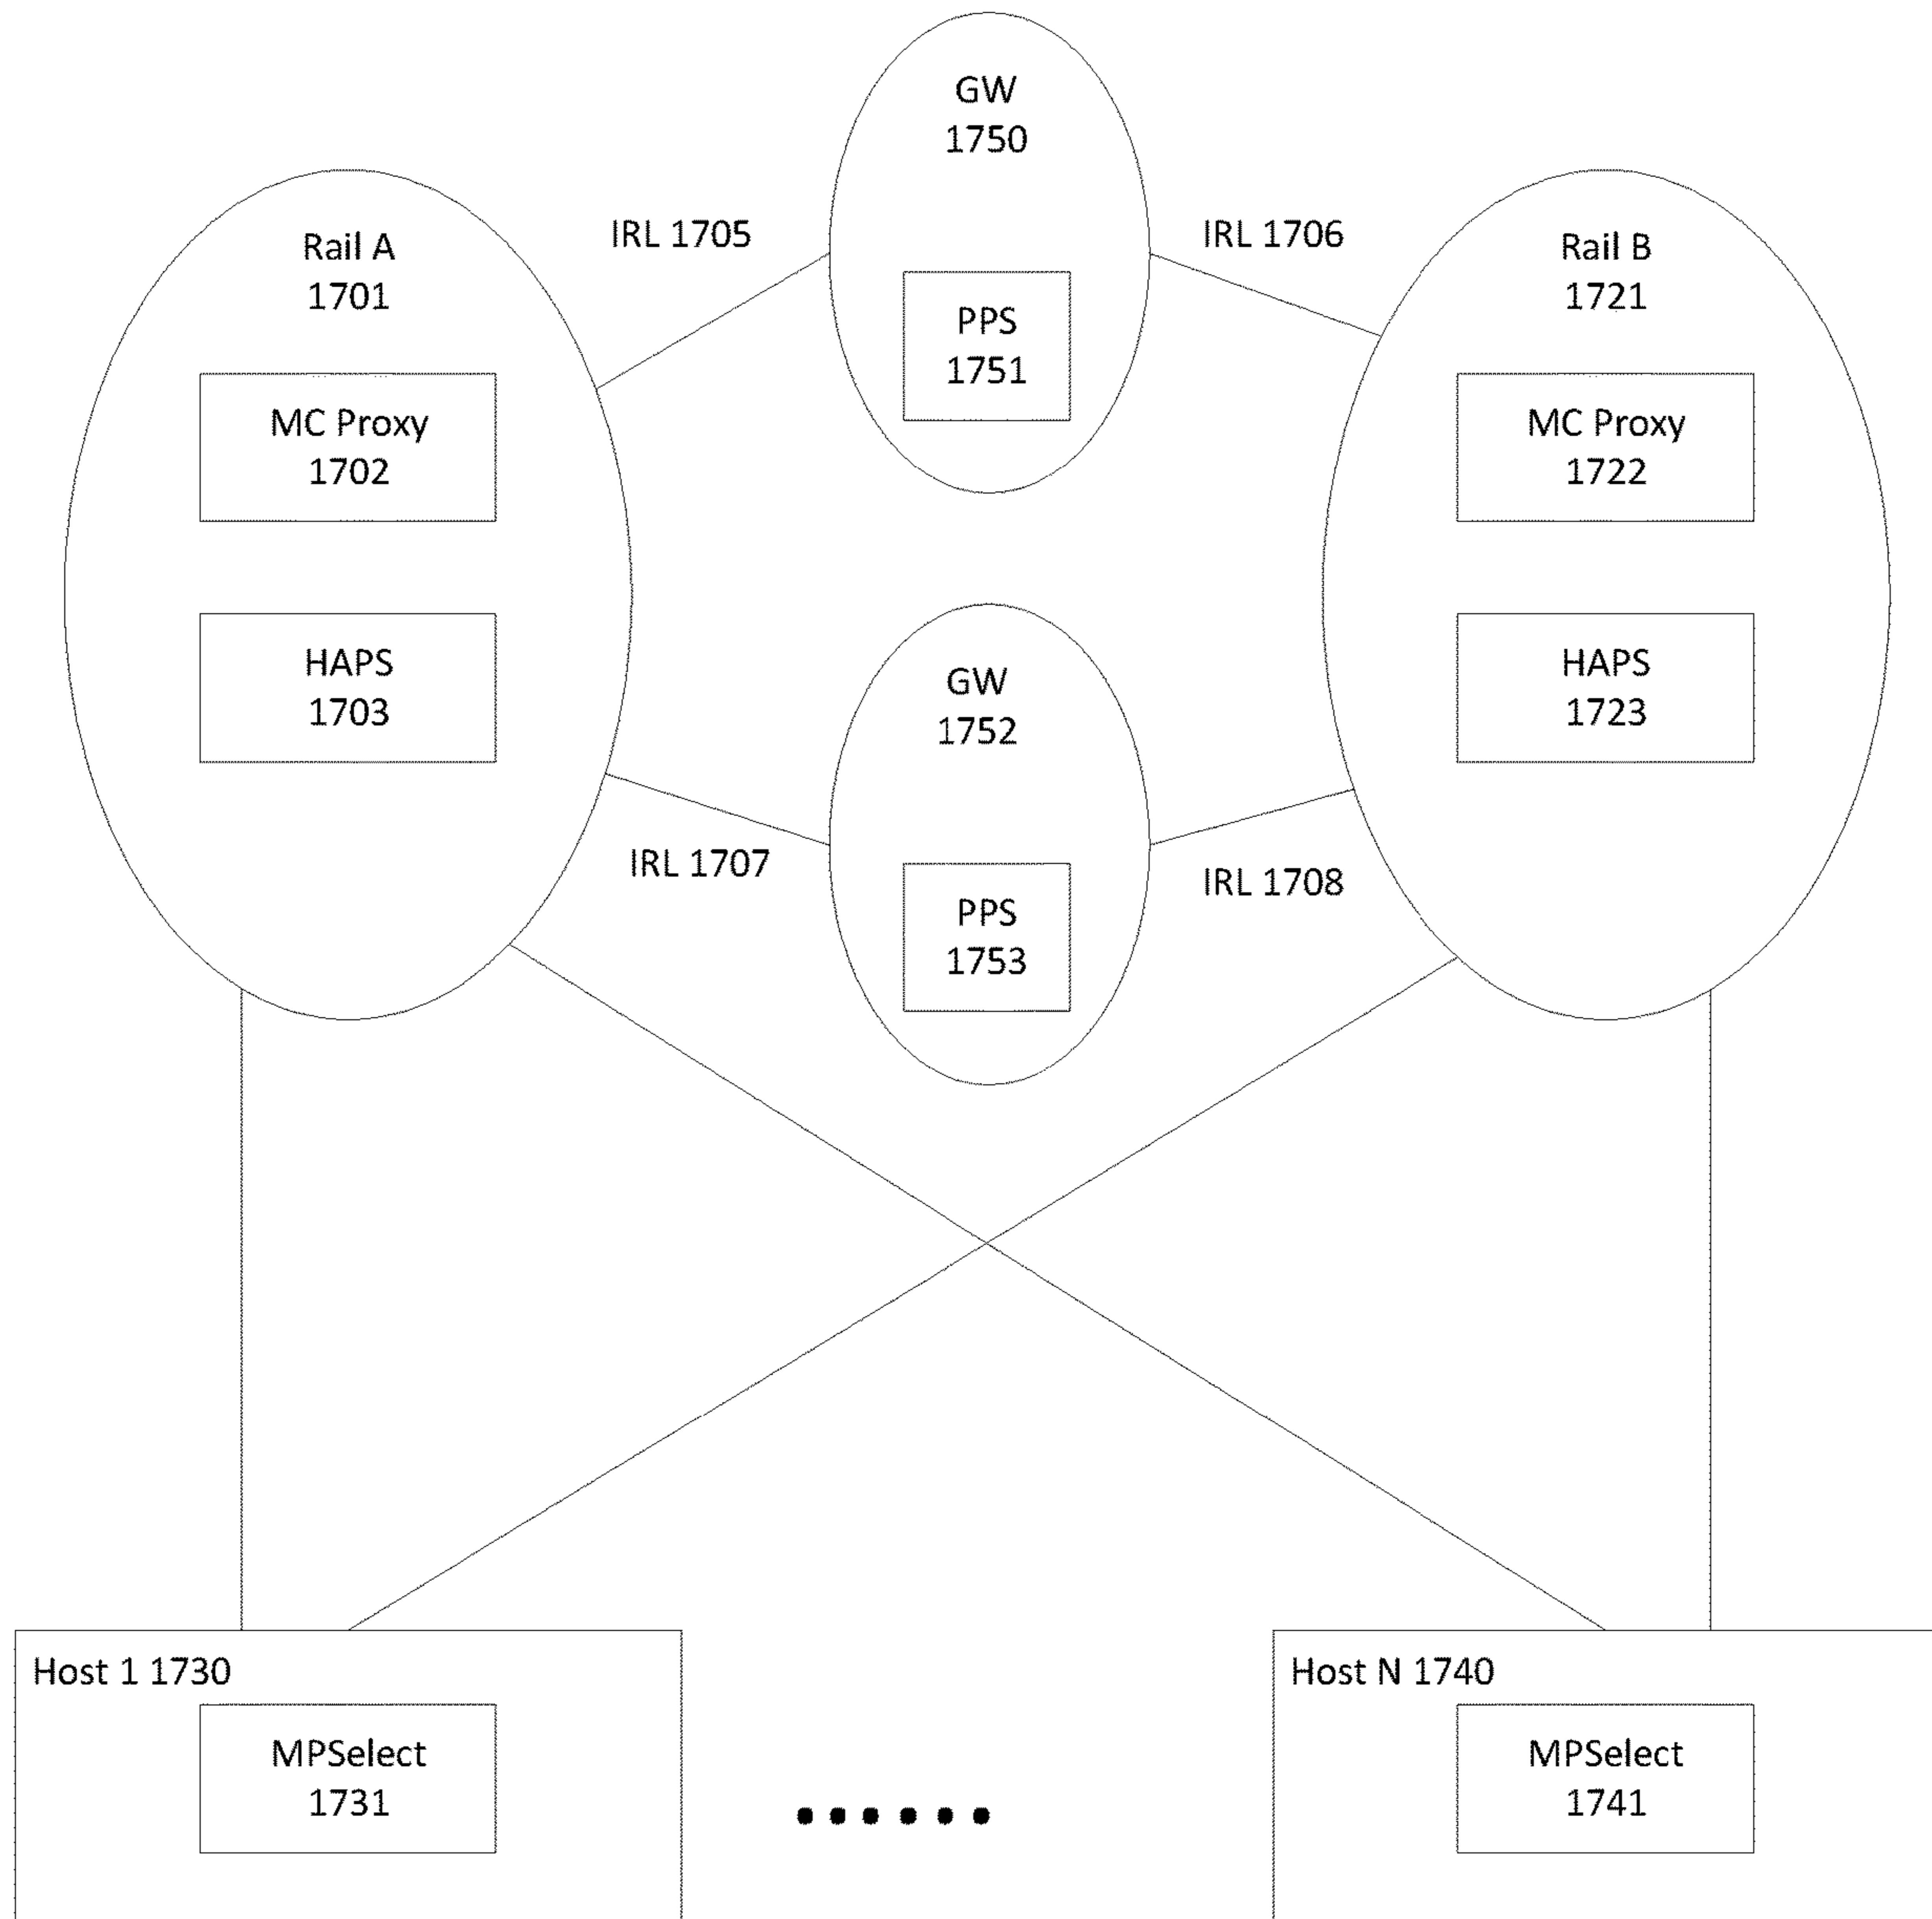 GW
1750
IRL 1705
IRL 1706
Rail A
1701
Rail B
1721
PPS
1751
MC Proxy
1702
MC Proxy
1722
HAPS
1703
GW
1752
HAPS
1723
IRL 1707
IRL 1708
PPS
1753
Host 1 1730
MPSelect
1731
Host N 1740
MPSelect
1741